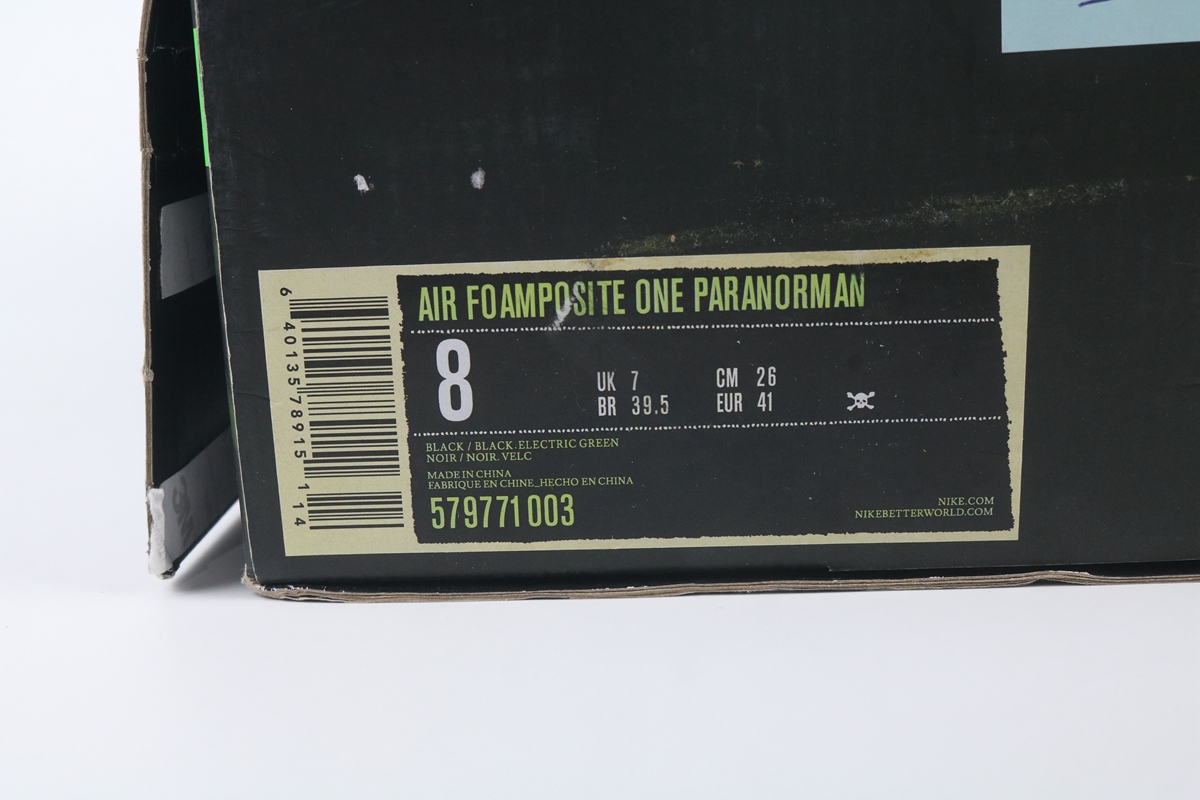 AIR FOAMPOSITE ONE PARANORMAN
8
UK 7 CM 26
BR 39.5 EUR 41
BLACK / BLACK.ELECTRIC GREEN
NOIR / NOIR.VELC
MADE IN CHINA
FABRIQUE EN CHINE_HECHO EN CHINA
579771 003
NIKE.COM
NIKEBETTERWORLD.COM
6 40135 78915 1 14